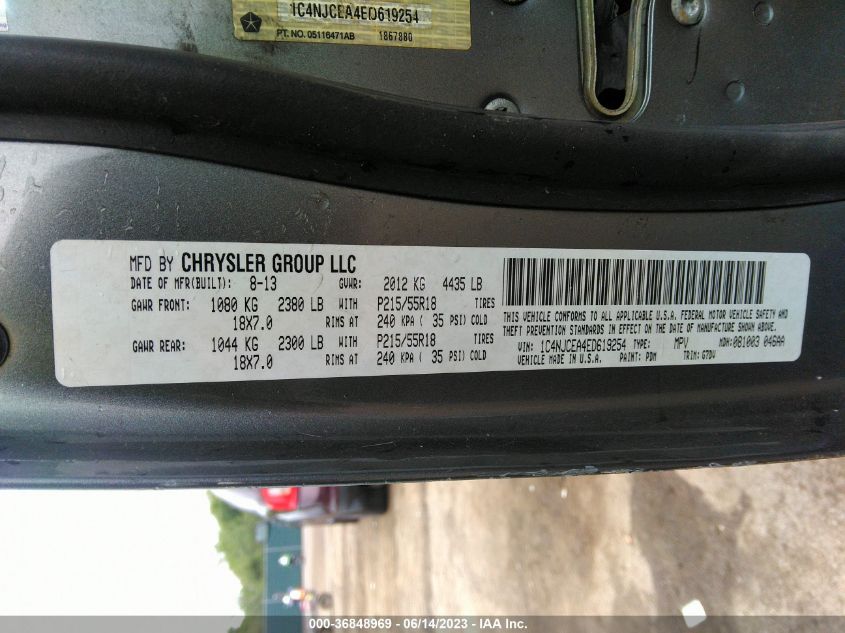 1C4NJCEA4ED619254
PT. NO. 05116471AB 1867880
MFD BY CHRYSLER GROUP LLC
DATE OF MFR(BUILT): 8-13 GVWR: 2012 KG 4435 LB
GAWR FRONT: 1080 KG 2380 LB WITH P215/55R18 TIRES
18X7.0 RIMS AT 240 KPA ( 35 PSI) COLD
GAWR REAR: 1044 KG 2300 LB WITH P215/55R18 TIRES
18X7.0 RIMS AT 240 KPA ( 35 PSI) COLD
THIS VEHICLE CONFORMS TO ALL APPLICABLE U.S.A. FEDERAL MOTOR VEHICLE SAFETY AND
THEFT PREVENTION STANDARDS IN EFFECT ON THE DATE OF MANUFACTURE SHOWN ABOVE.
VIN: 1C4NJCEA4ED619254 TYPE: MPV MDH:081003 046AA
VEHICLE MADE IN U.S.A. PAINT: PDM TRIM: G7DV
000-36848969 - 06/14/2023 - IAA Inc.